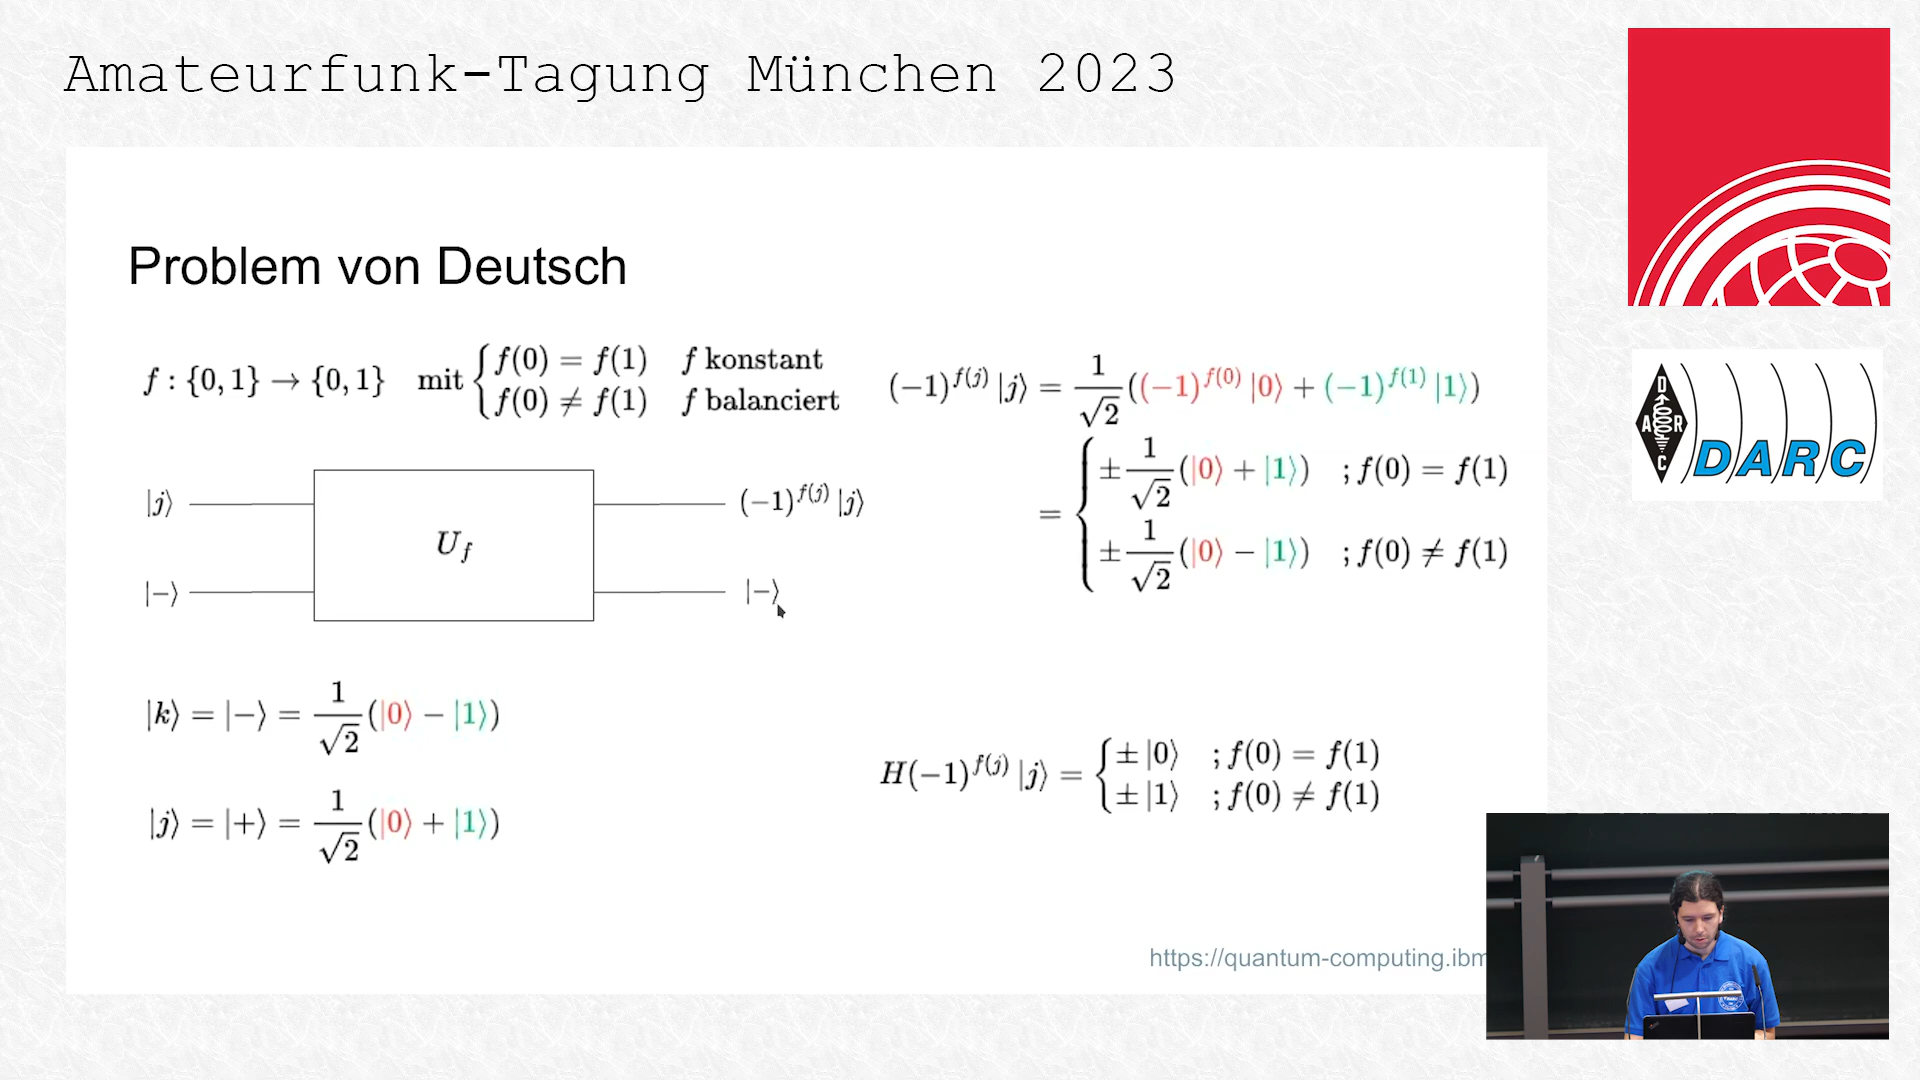 Amateurfunk-Tagung München 2023
Problem von Deutsch
f : {0, 1} → {0, 1} mit { f(0) = f(1) f konstant
f(0) ≠ f(1) f balanciert
|j⟩ U_f (−1)^{f(j)} |j⟩
|−⟩ |−⟩
|k⟩ = |−⟩ = 1/√2 (|0⟩ − |1⟩)
|j⟩ = |+⟩ = 1/√2 (|0⟩ + |1⟩)
(−1)^{f(j)} |j⟩ = 1/√2 ((−1)^{f(0)} |0⟩ + (−1)^{f(1)} |1⟩)
= { ± 1/√2 (|0⟩ + |1⟩) ; f(0) = f(1)
± 1/√2 (|0⟩ − |1⟩) ; f(0) ≠ f(1)
H(−1)^{f(j)} |j⟩ = { ± |0⟩ ; f(0) = f(1)
± |1⟩ ; f(0) ≠ f(1)
https://quantum-computing.ibm
D
A R
C
DARC